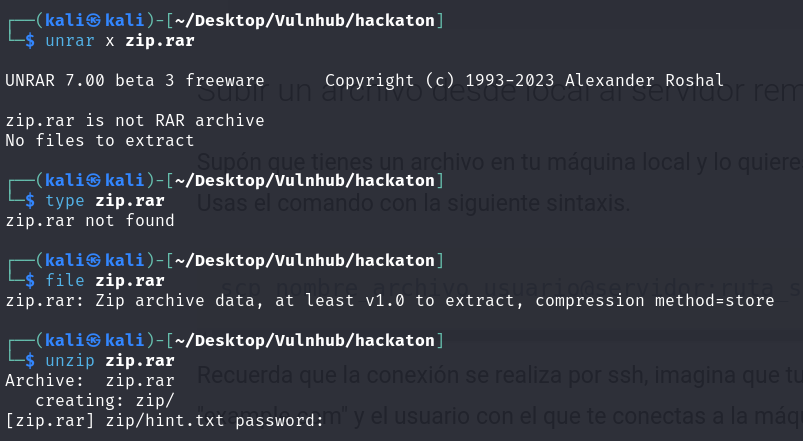 ┌──(kali㉿kali)-[~/Desktop/Vulnhub/hackaton]
└─$ unrar x zip.rar
UNRAR 7.00 beta 3 freeware      Copyright (c) 1993-2023 Alexander Roshal
Subir un archivo desde local al servidor rem
zip.rar is not RAR archive
No files to extract
Supón que tienes un archivo en tu máquina local y lo quiere
┌──(kali㉿kali)-[~/Desktop/Vulnhub/hackaton]
└─$ type zip.rar
Usas el comando con la siguiente sintaxis.
zip.rar not found
┌──(kali㉿kali)-[~/Desktop/Vulnhub/hackaton]
└─$ file zip.rar
scp nombre_archivo usuario@servidor:ruta_s
zip.rar: Zip archive data, at least v1.0 to extract, compression method=store
┌──(kali㉿kali)-[~/Desktop/Vulnhub/hackaton]
└─$ unzip zip.rar
Recuerda que la conexión se realiza por ssh, imagina que tu
Archive:  zip.rar
   creating: zip/
"example.com" y el usuario con el que te conectas a la máq
[zip.rar] zip/hint.txt password: